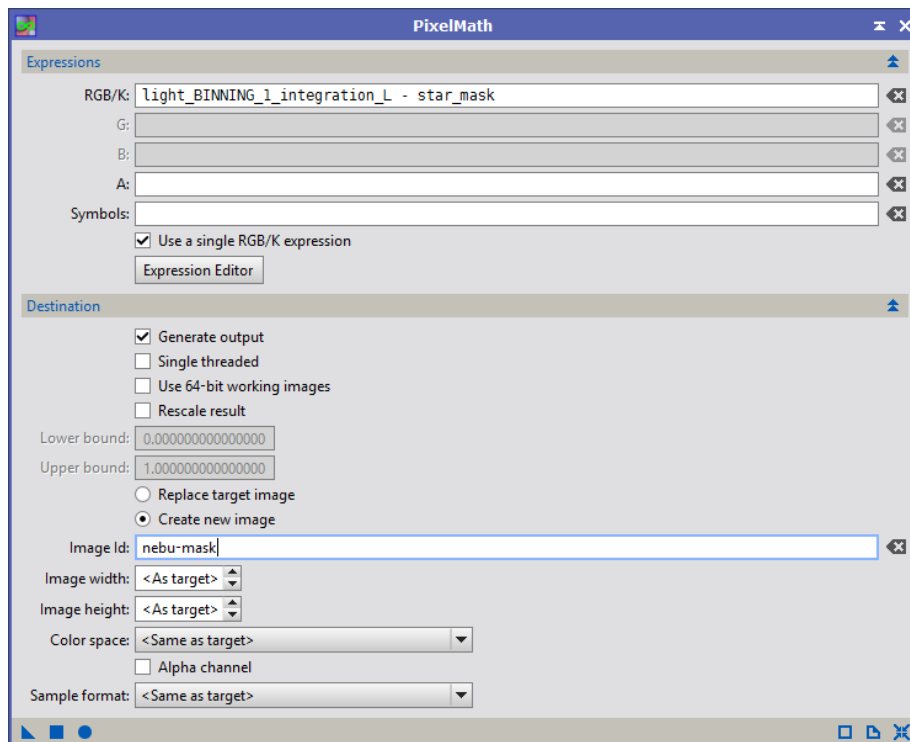 PixelMath
Expressions
RGB/K: light_BINNING_1_integration_L - star_mask
G:
B:
A:
Symbols:
Use a single RGB/K expression
Expression Editor
Destination
Generate output
Single threaded
Use 64-bit working images
Rescale result
Lower bound: 0.000000000000000
Upper bound: 1.000000000000000
Replace target image
Create new image
Image Id: nebu-mask
Image width: <As target>
Image height: <As target>
Color space: <Same as target>
Alpha channel
Sample format: <Same as target>